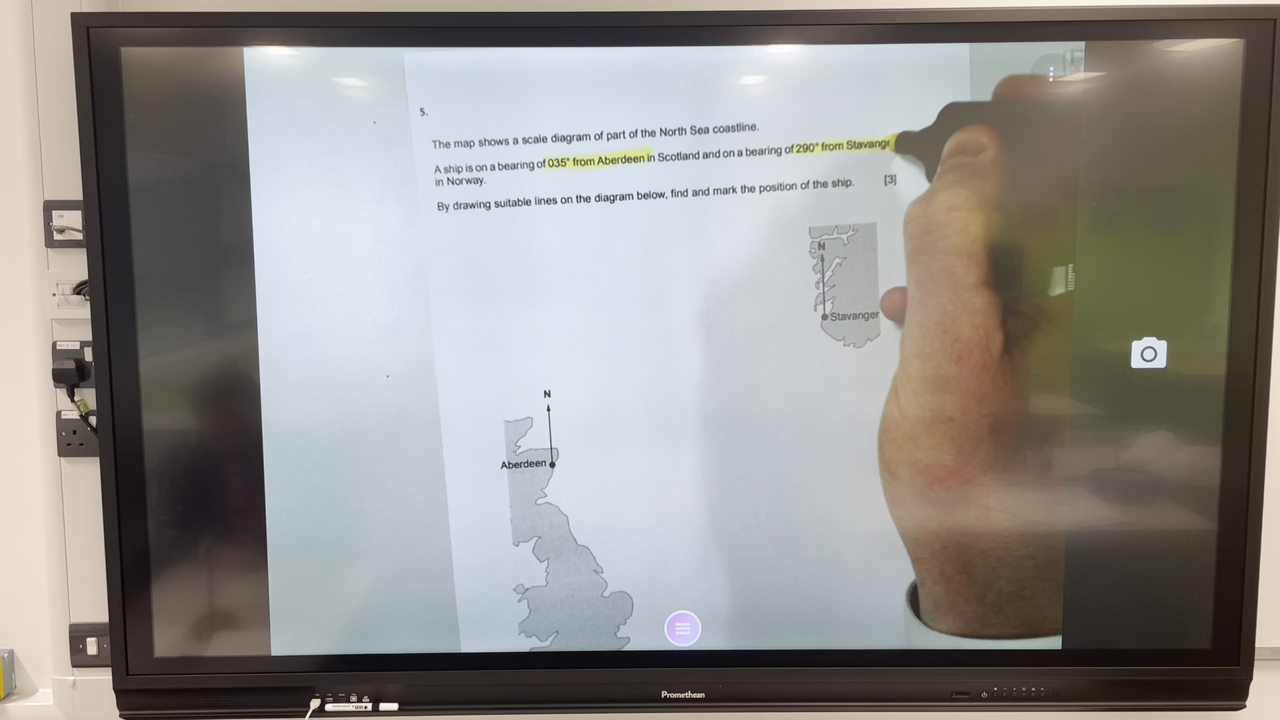 5.
The map shows a scale diagram of part of the North Sea coastline.
A ship is on a bearing of 035° from Aberdeen in Scotland and on a bearing of 290° from Stavange
in Norway.
By drawing suitable lines on the diagram below, find and mark the position of the ship. [3]
N
Stavanger
N
Aberdeen
Promethean